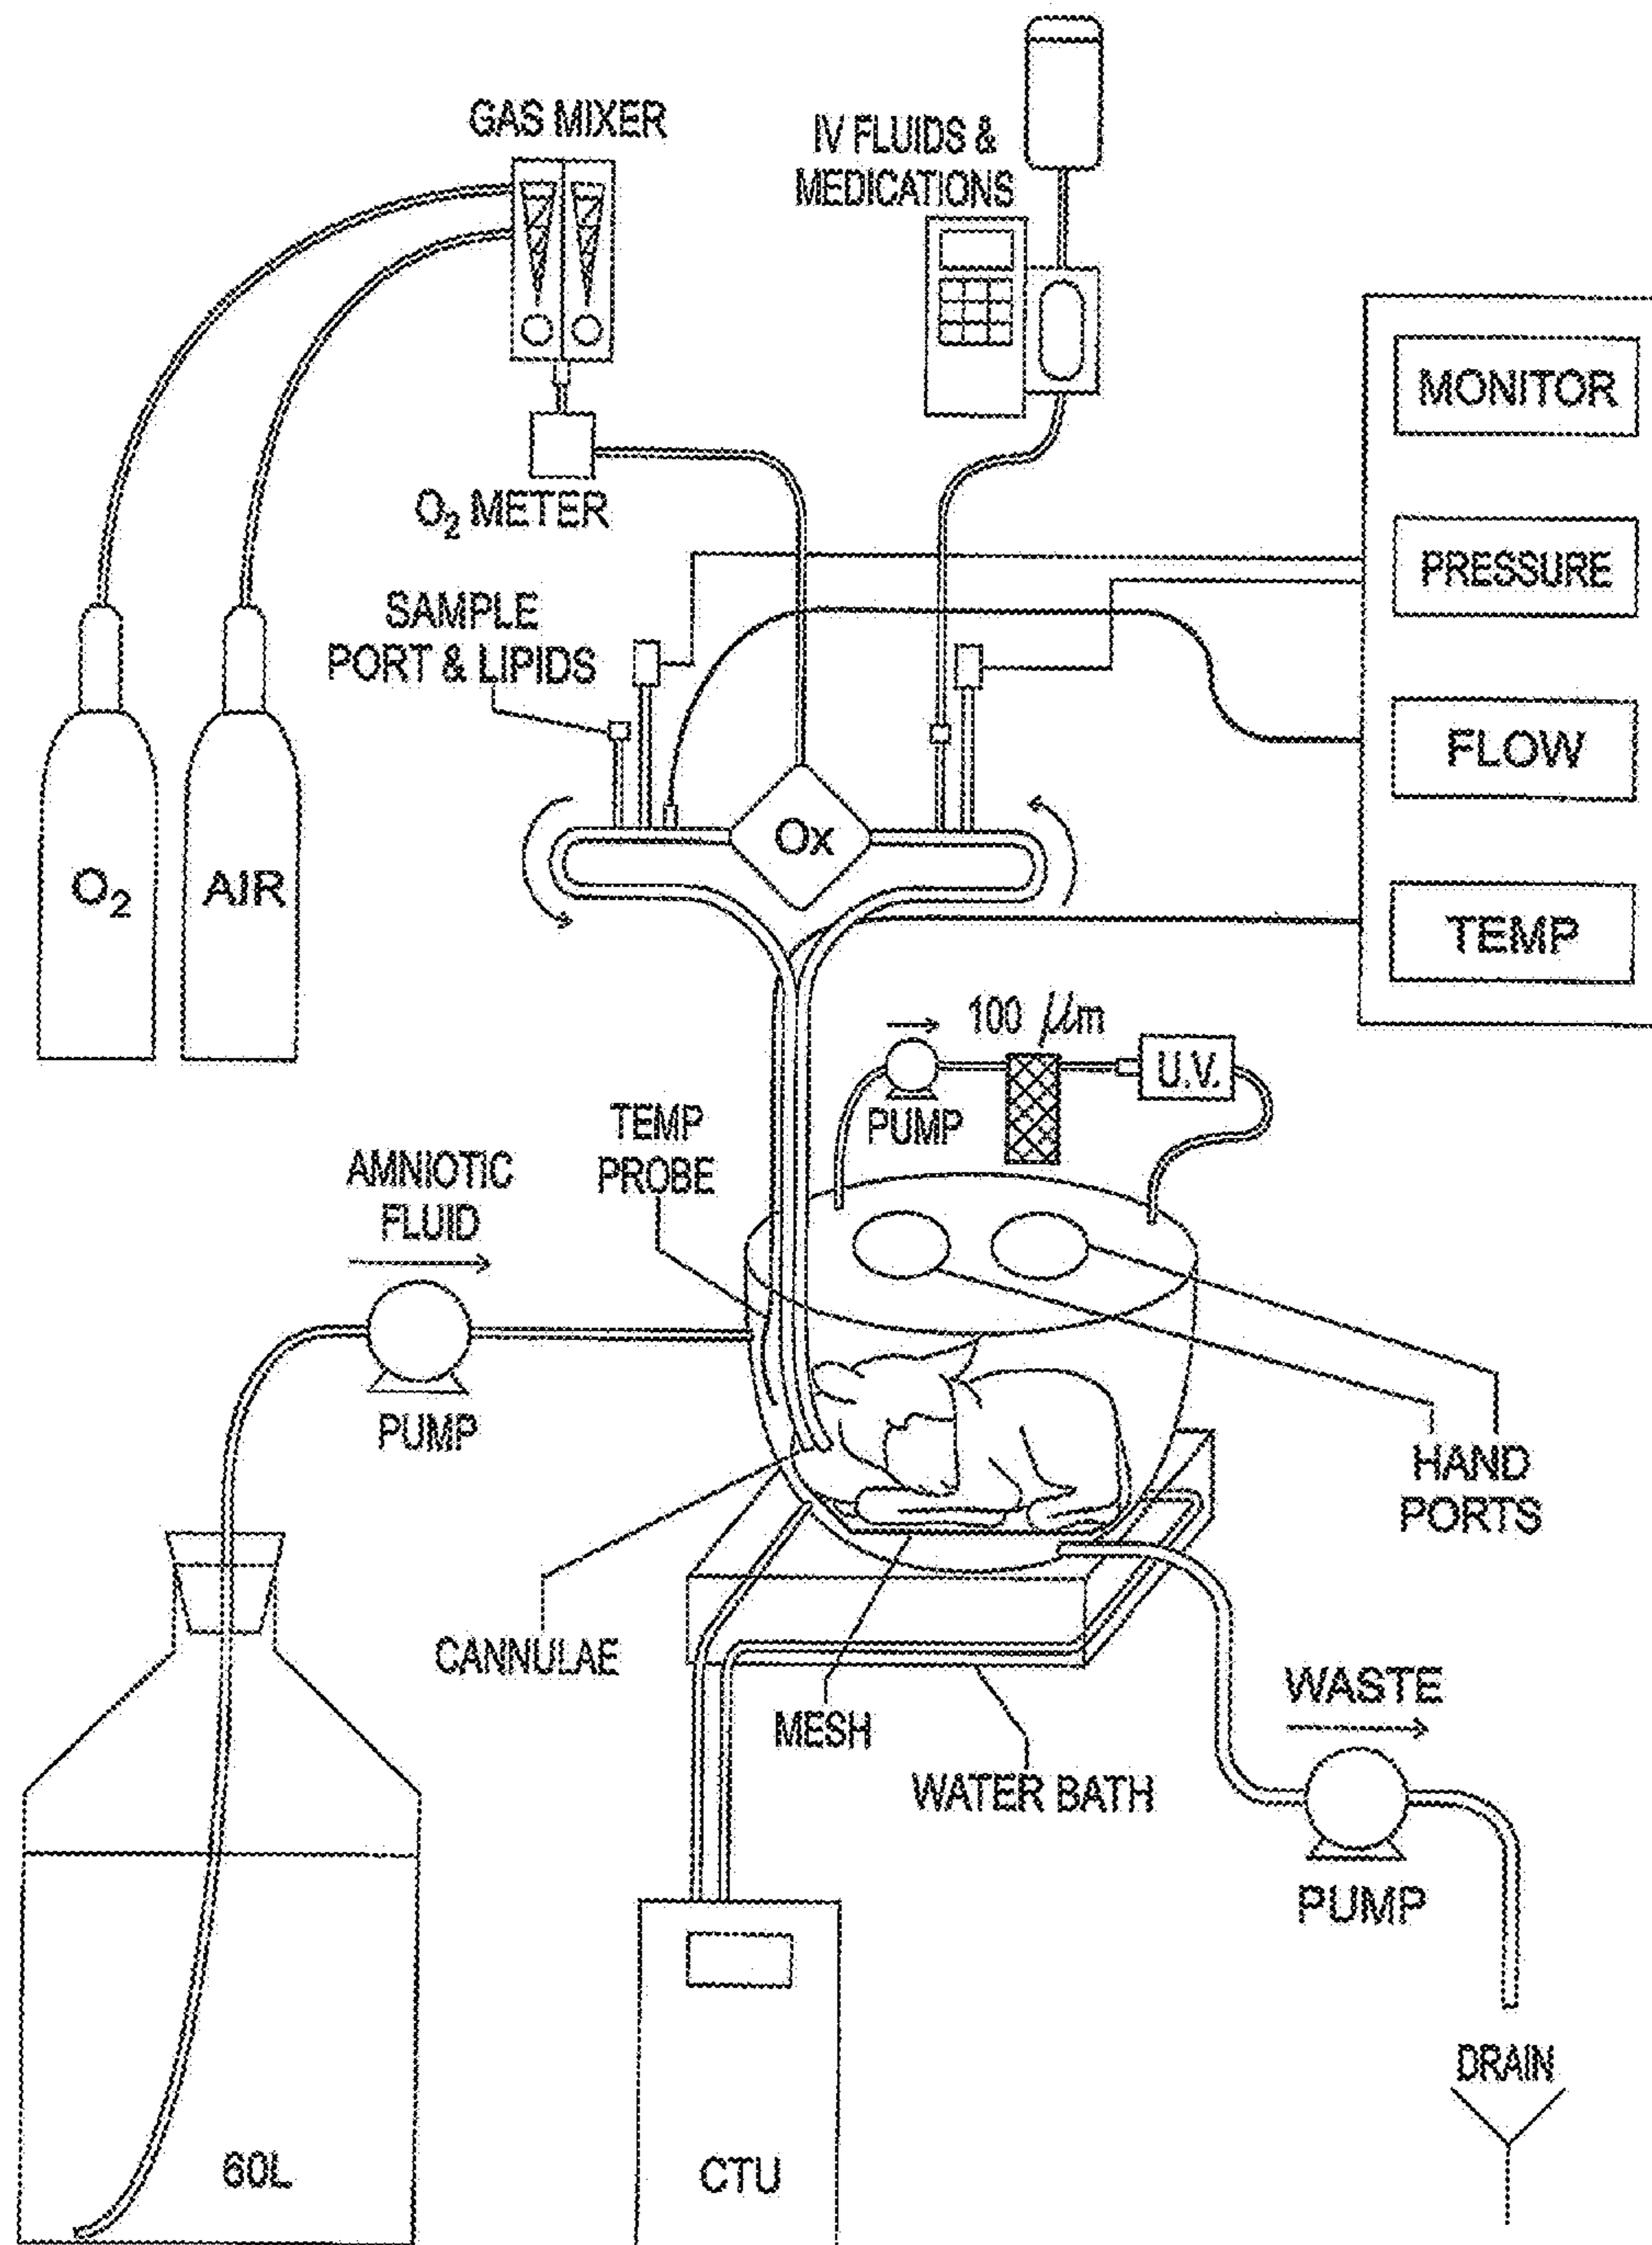 GAS MIXER
IV FLUIDS &
MEDICATIONS
MONITOR
O₂ METER
PRESSURE
SAMPLE
PORT & LIPIDS
FLOW
Ox
O₂
AIR
TEMP
100 μm
U.V.
PUMP
TEMP
PROBE
AMNIOTIC
FLUID
PUMP
HAND
PORTS
CANNULAE
MESH
WATER BATH
WASTE
PUMP
DRAIN
60L
CTU